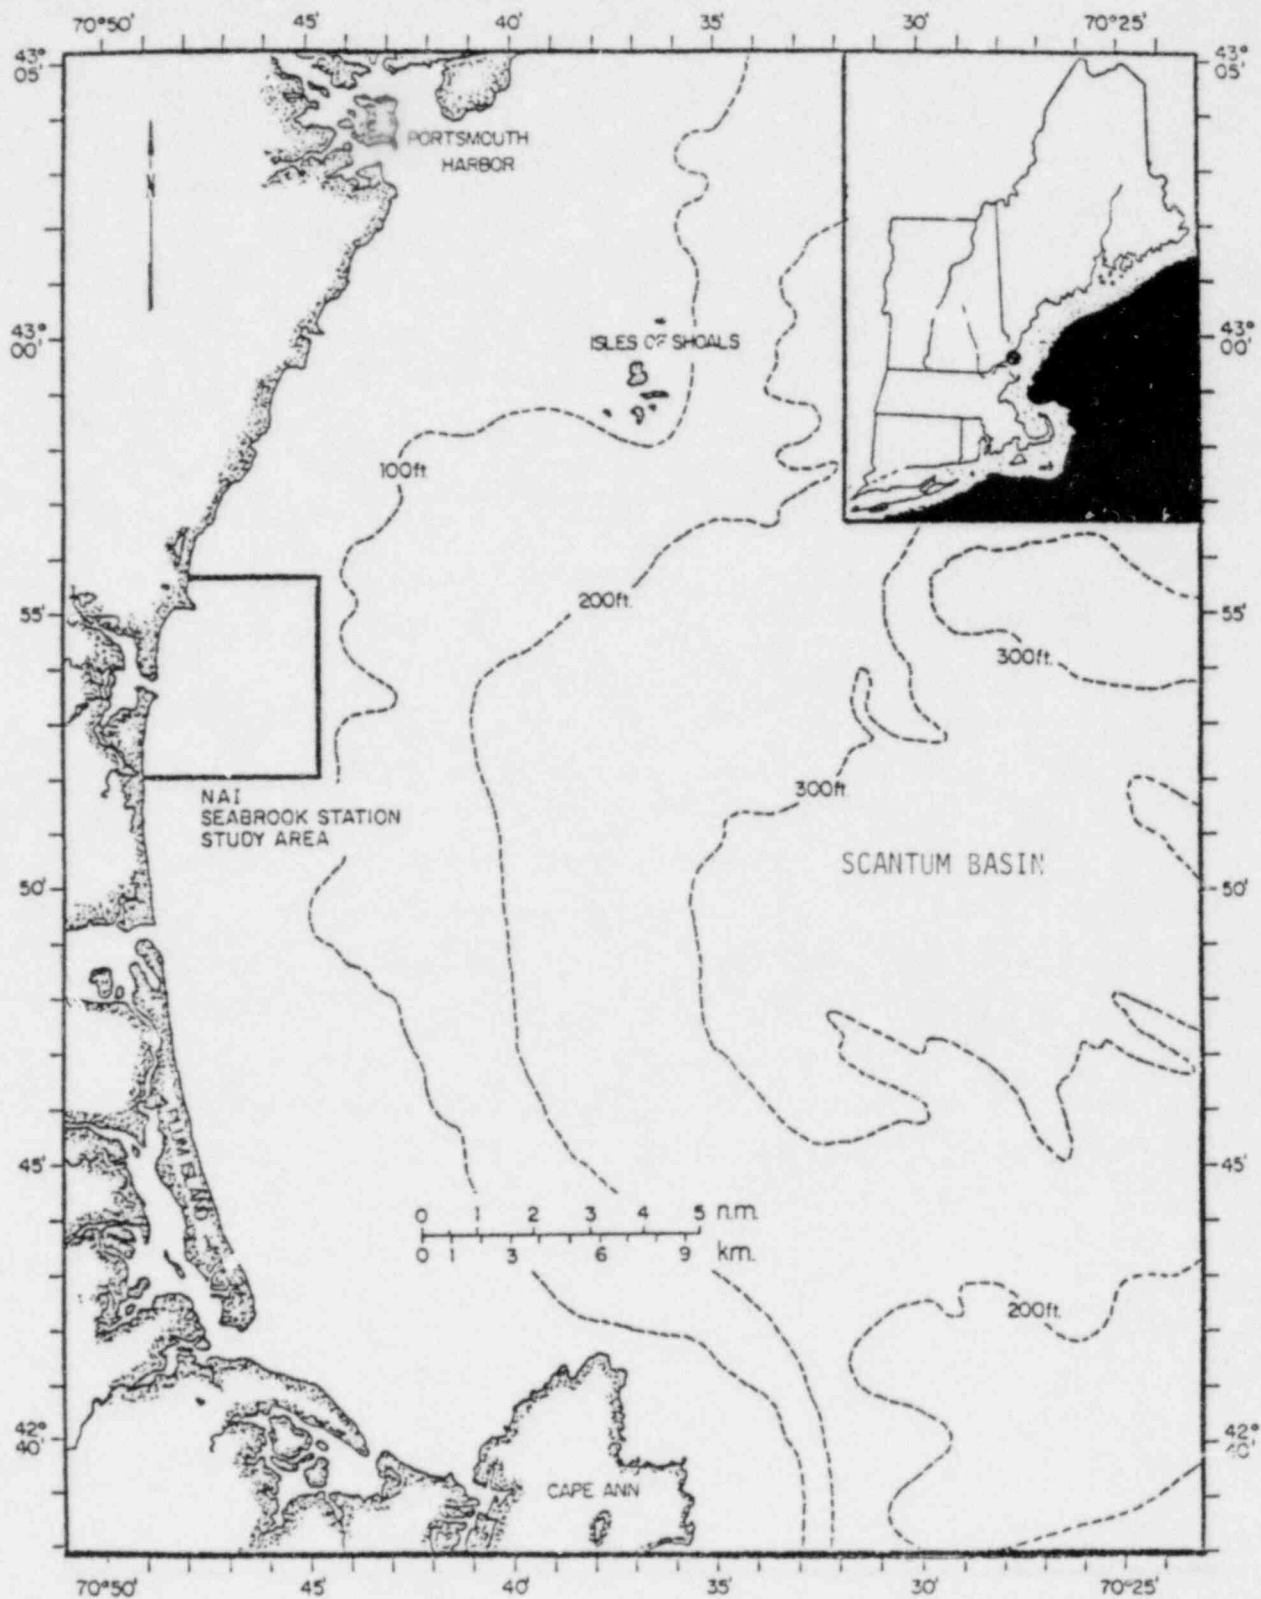 70°50' 45' 40' 35' 30' 70°25'
43° 05'
43° 05'
PORTSMOUTH
HARBOR
N
43° 00'
43° 00'
ISLES OF SHOALS
100ft.
200ft.
55'
55'
300ft.
300ft.
NAI
SEABROOK STATION
STUDY AREA
SCANTUM BASIN
50'
50'
PLUM ISLAND
45'
45'
0 1 2 3 4 5 n.m.
0 1 3 6 9 km.
200ft.
42° 40'
42° 40'
CAPE ANN
70°50' 45' 40' 35' 30' 70°25'